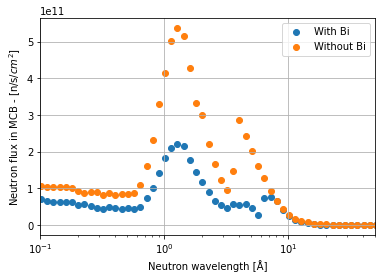 1e11
With Bi
Without Bi
5
4
3
2
1
0
Neutron flux in MCB - [n/s/cm²]
10⁻¹
10⁰
10¹
Neutron wavelength [Å]